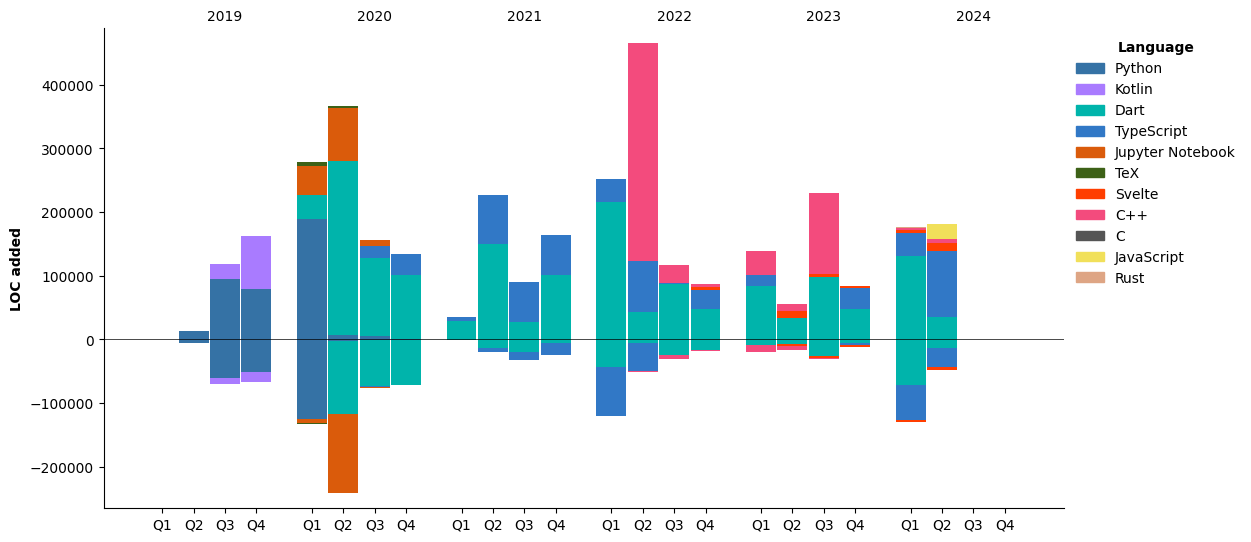 2019 2020 2021 2022 2023 2024
Language
Python
Kotlin
Dart
TypeScript
Jupyter Notebook
TeX
Svelte
C++
C
JavaScript
Rust
LOC added
400000
300000
200000
100000
0
−100000
−200000
Q1 Q2 Q3 Q4 Q1 Q2 Q3 Q4 Q1 Q2 Q3 Q4 Q1 Q2 Q3 Q4 Q1 Q2 Q3 Q4 Q1 Q2 Q3 Q4